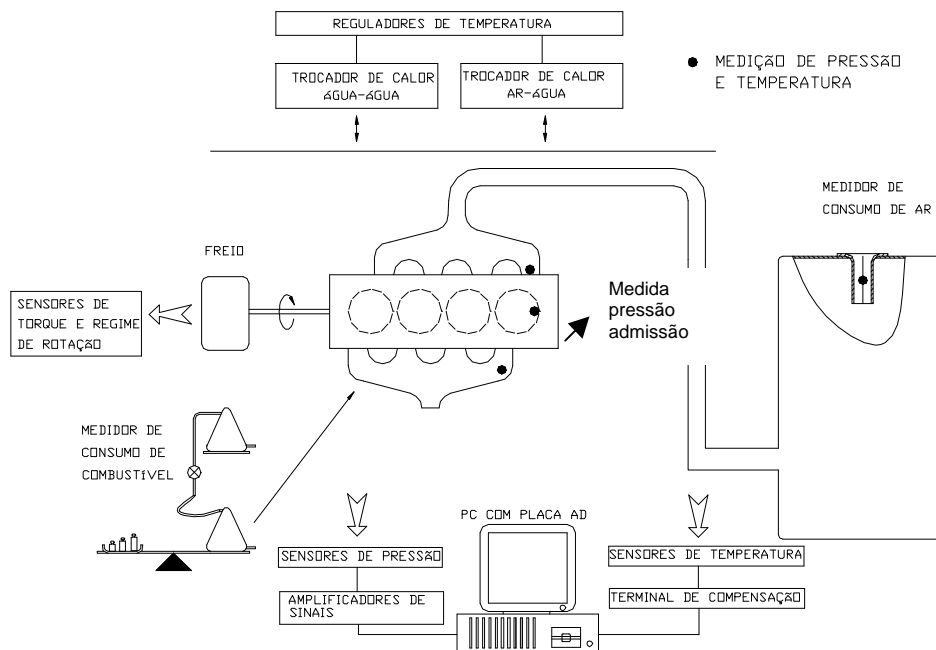 REGULADORES DE TEMPERATURA
TROCADOR DE CALOR
ÁGUA-ÁGUA
TROCADOR DE CALOR
AR-ÁGUA
MEDIÇÃO DE PRESSÃO
E TEMPERATURA
MEDIDOR DE
CONSUMO DE AR
FREIO
SENSORES DE
TORQUE E REGIME
DE ROTAÇÃO
Medida
pressão
admissão
MEDIDOR DE
CONSUMO DE
COMBUSTÍVEL
PC COM PLACA AD
SENSORES DE PRESSÃO
AMPLIFICADORES DE
SINAIS
SENSORES DE TEMPERATURA
TERMINAL DE COMPENSAÇÃO